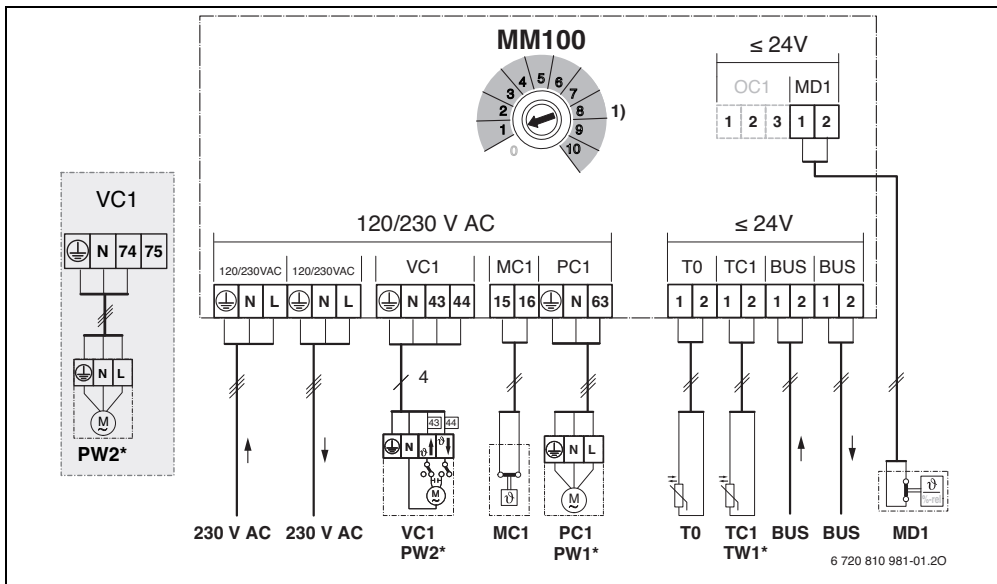 MM100
0 1 2 3 4 5 6 7 8 9 10
1)
≤ 24V
OC1 MD1
1 2 3 1 2
VC1
N 74 75
N L
M
~
PW2*
120/230 V AC
120/230VAC 120/230VAC VC1 MC1 PC1
N L N L N 43 44 15 16 N 63
≤ 24V
T0 TC1 BUS BUS
1 2 1 2 1 2 1 2
4
43 44
N ϑ ϑ
M
~
ϑ
N L
M
~
ϑ
%-rel
230 V AC 230 V AC VC1 MC1 PC1 T0 TC1 BUS BUS MD1
PW2* PW1* TW1*
6 720 810 981-01.2O